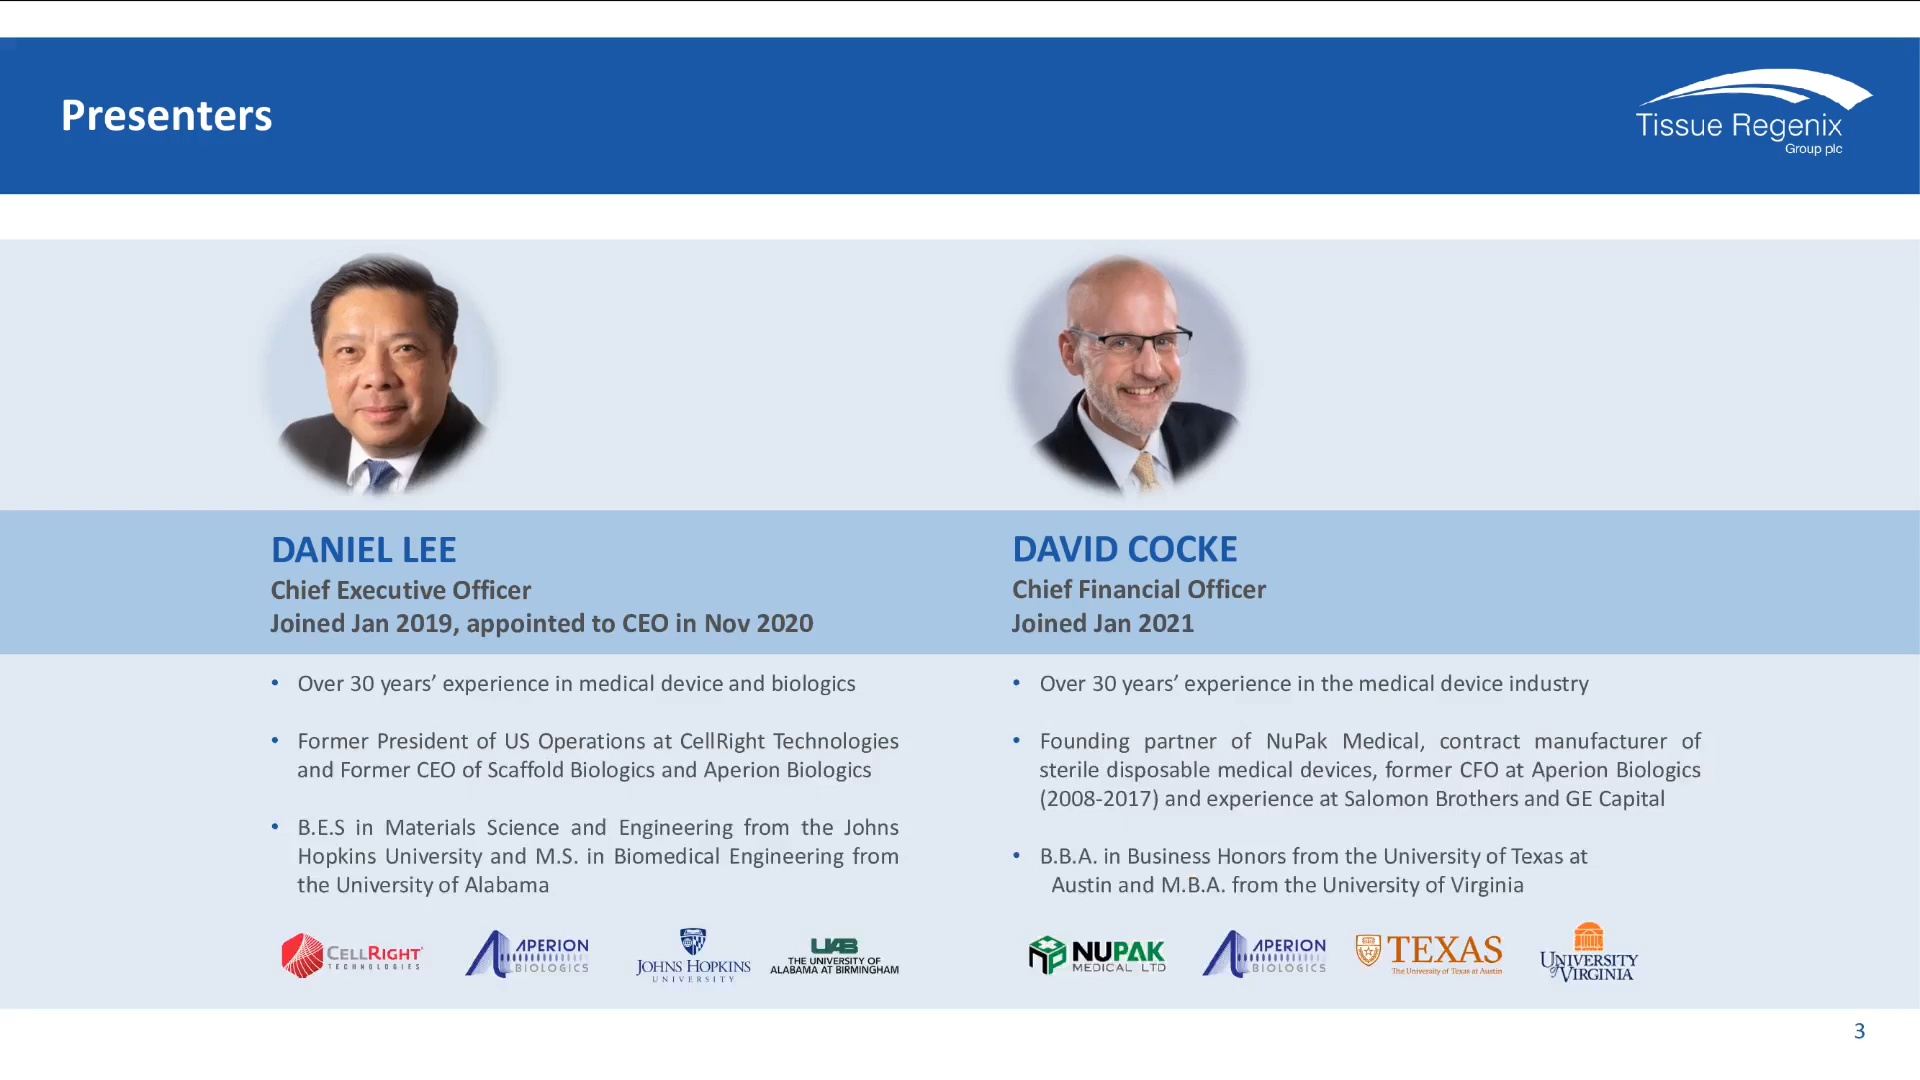 Presenters
Tissue Regenix
Group plc
DANIEL LEE
Chief Executive Officer
Joined Jan 2019, appointed to CEO in Nov 2020
• Over 30 years’ experience in medical device and biologics
• Former President of US Operations at CellRight Technologies
and Former CEO of Scaffold Biologics and Aperion Biologics
• B.E.S in Materials Science and Engineering from the Johns
Hopkins University and M.S. in Biomedical Engineering from
the University of Alabama
CELLRIGHT
TECHNOLOGIES
APERION
BIOLOGICS
JOHNS HOPKINS
UNIVERSITY
UAB
THE UNIVERSITY OF
ALABAMA AT BIRMINGHAM
DAVID COCKE
Chief Financial Officer
Joined Jan 2021
• Over 30 years’ experience in the medical device industry
• Founding partner of NuPak Medical, contract manufacturer of
sterile disposable medical devices, former CFO at Aperion Biologics
(2008-2017) and experience at Salomon Brothers and GE Capital
• B.B.A. in Business Honors from the University of Texas at
Austin and M.B.A. from the University of Virginia
NUPAK
MEDICAL LTD
APERION
BIOLOGICS
TEXAS
The University of Texas at Austin
UNIVERSITY
of VIRGINIA
3